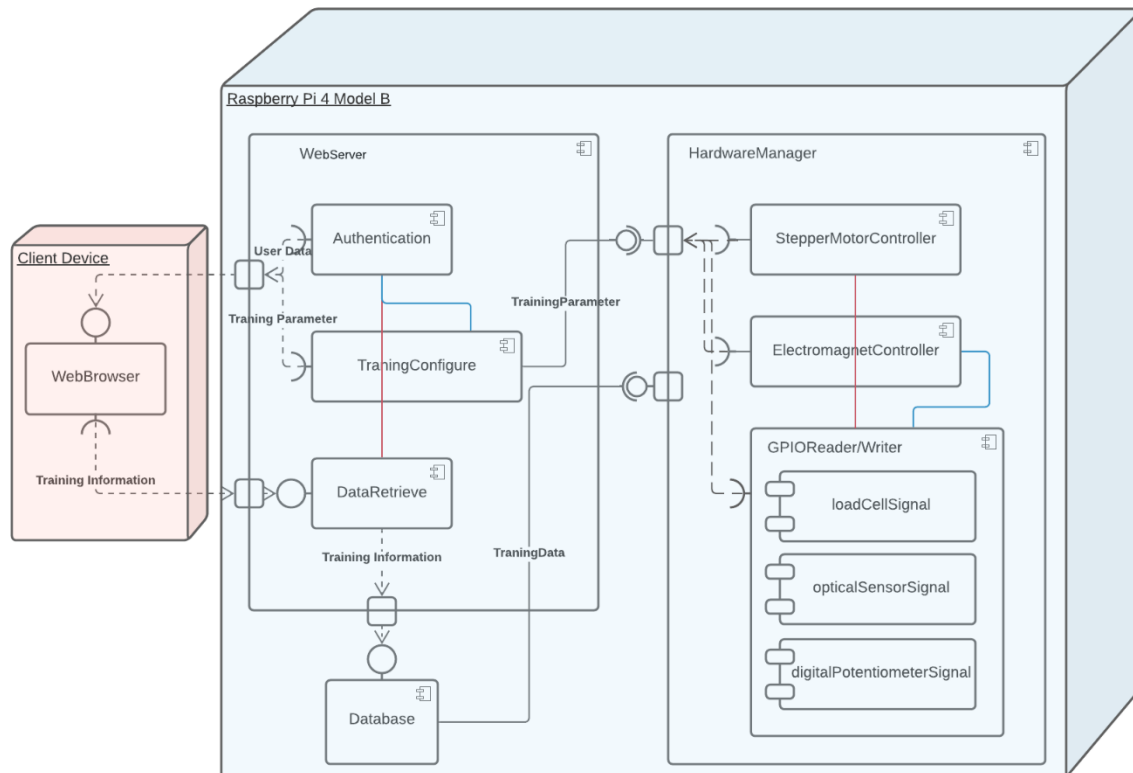 Raspberry Pi 4 Model B
WebServer
HardwareManager
Authentication
StepperMotorController
Client Device
User Data
TrainingParameter
Traning Parameter
TraningConfigure
ElectromagnetController
WebBrowser
GPIOReader/Writer
Training Information
DataRetrieve
loadCellSignal
Training Information
TraningData
opticalSensorSignal
digitalPotentiometerSignal
Database